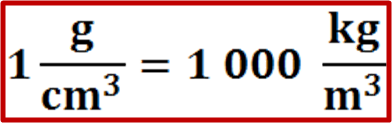 1 g/cm³ = 1 000 kg/m³